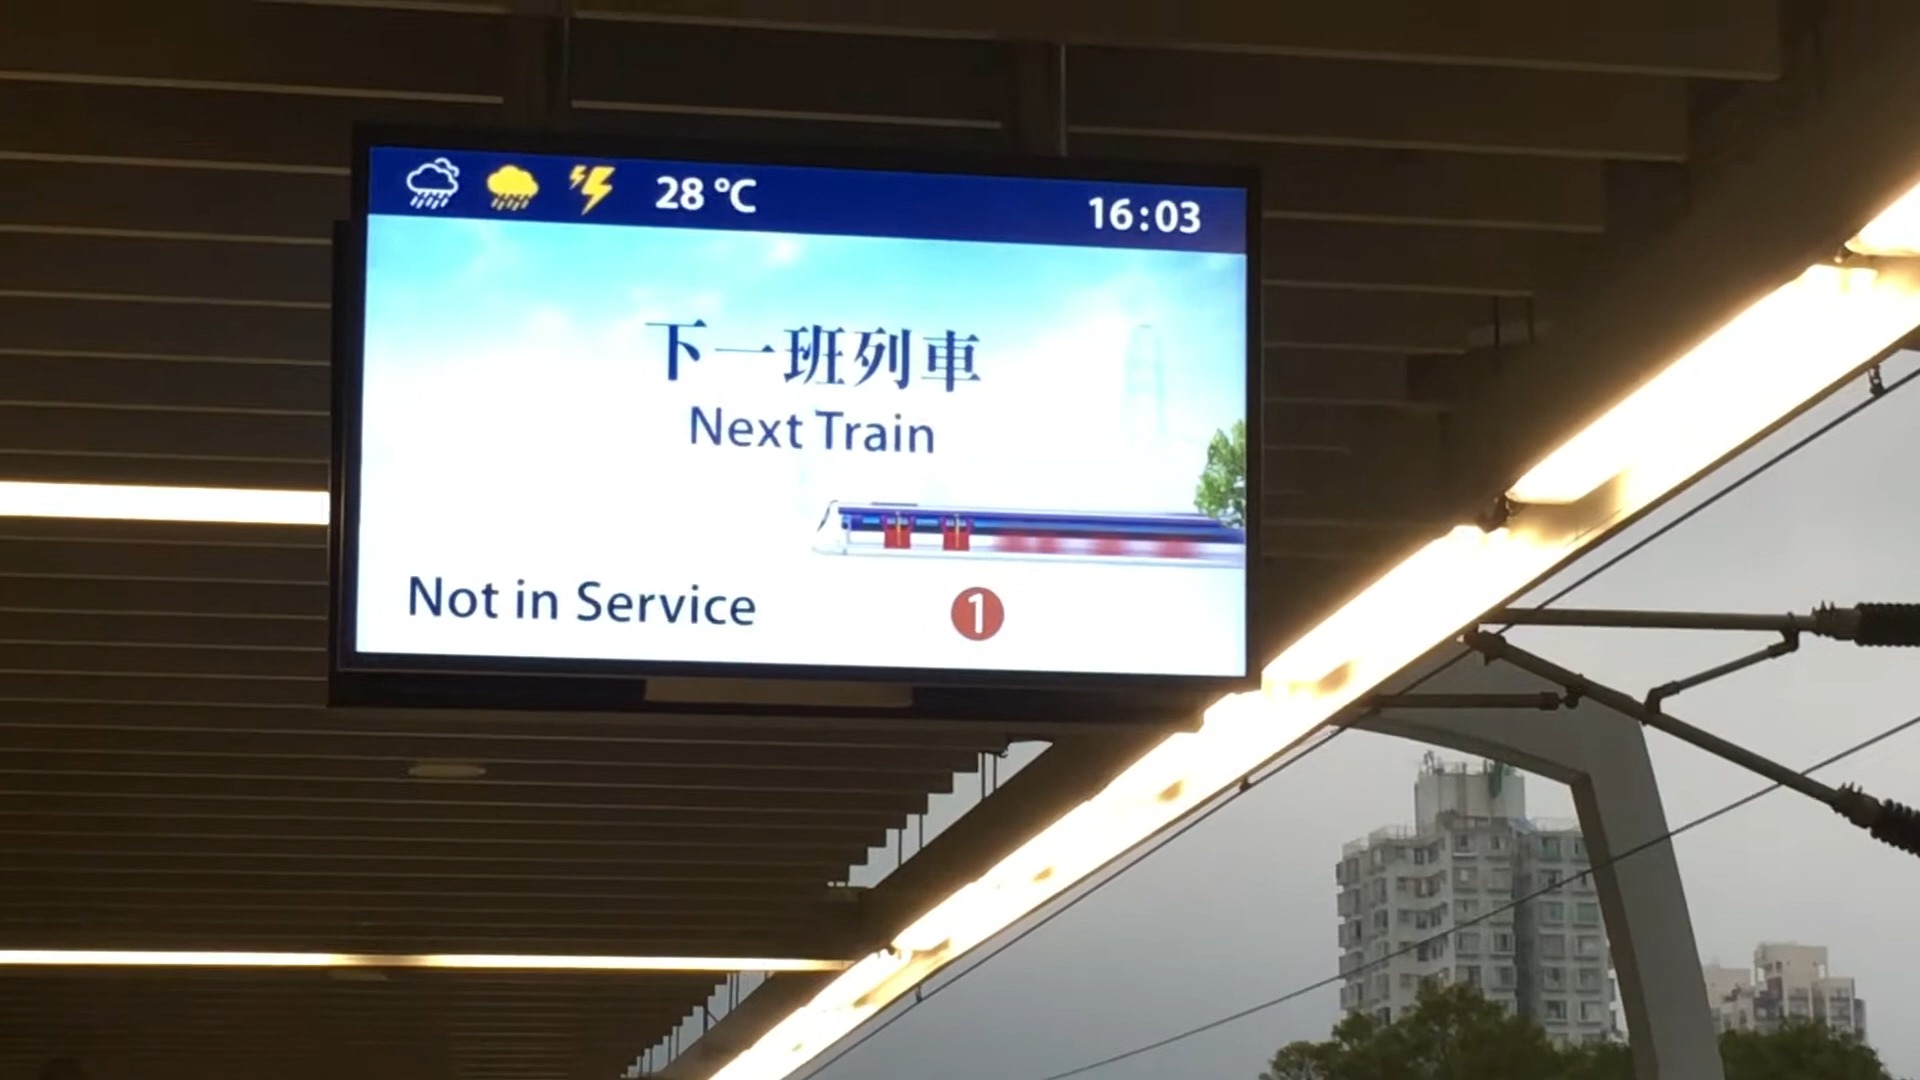 28 °C 16:03
下一班列車
Next Train
Not in Service 1